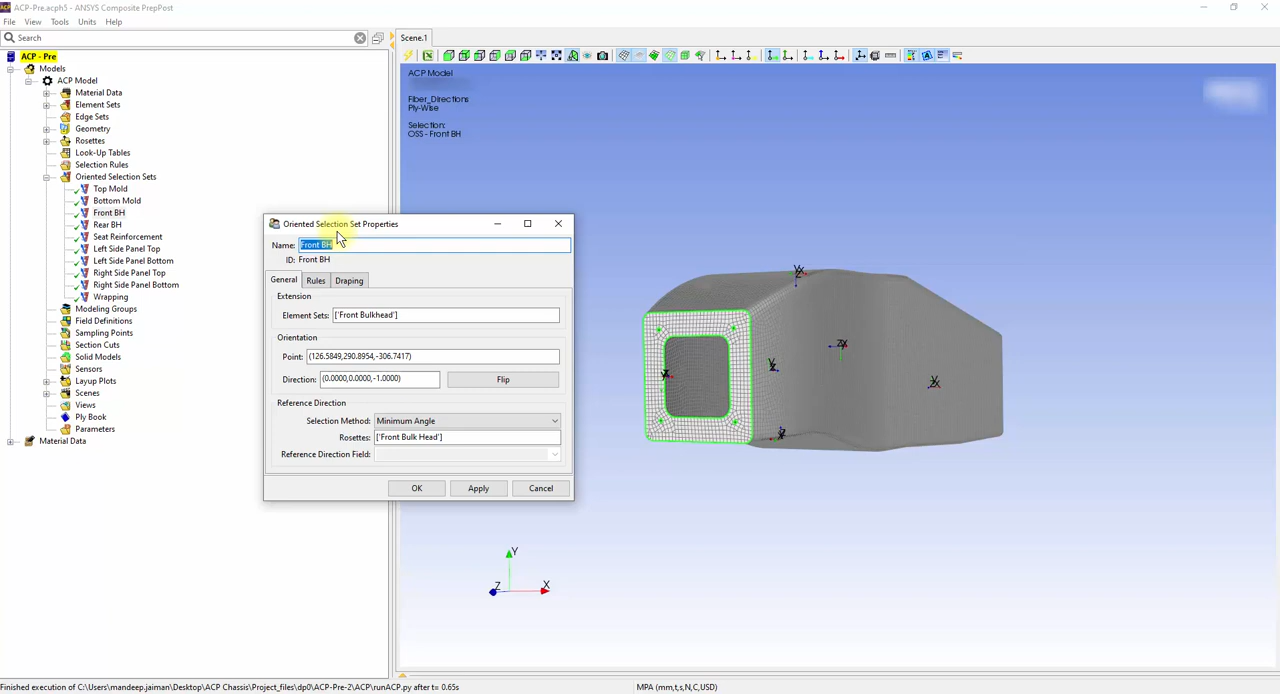 ACP-Pre.acph5 - ANSYS Composite PrepPost
File View Tools Units Help
Search
ACP - Pre
Models
ACP Model
Material Data
Element Sets
Edge Sets
Geometry
Rosettes
Look-Up Tables
Selection Rules
Oriented Selection Sets
Top Mold
Bottom Mold
Front BH
Rear BH
Seat Reinforcement
Left Side Panel Top
Left Side Panel Bottom
Right Side Panel Top
Right Side Panel Bottom
Wrapping
Modeling Groups
Field Definitions
Sampling Points
Section Cuts
Solid Models
Sensors
Layup Plots
Scenes
Views
Ply Book
Parameters
Material Data
Scene.1
ACP Model
Fiber_Directions
Ply-Wise
Selection:
OSS - Front BH
Oriented Selection Set Properties
Name: Front BH
ID: Front BH
General Rules Draping
Extension
Element Sets: ['Front Bulkhead']
Orientation
Point: (126.5849,290.8954,-306.7417)
Direction: (0.0000,0.0000,-1.0000) Flip
Reference Direction
Selection Method: Minimum Angle
Rosettes: ['Front Bulk Head']
Reference Direction Field:
OK Apply Cancel
Y
Z X
Finished execution of C:\Users\mandeep.jaiman\Desktop\ACP Chassis\Project_files\dp0\ACP-Pre-2\ACP\runACP.py after t= 0.65s
MPA (mm,t,s,N,C,USD)